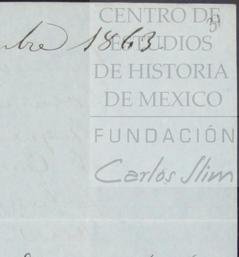 CENTRO DE
ESTUDIOS
bre 1863.
DE HISTORIA
DE MEXICO
FUNDACIÓN
Carlos Slim